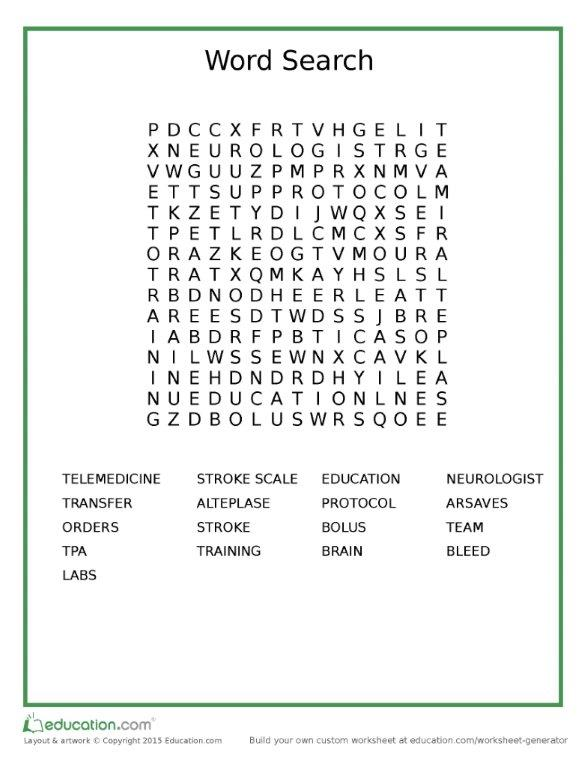 Word Search
P D C C X F R T V H G E L I T
X N E U R O L O G I S T R G E
V W G U U Z P M P R X N M V A
E T T S U P P R O T O C O L M
T K Z E T Y D I J W Q X S E I
T P E T L R D L C M C X S F R
O R A Z K E O G T V M O U R A
T R A T X Q M K A Y H S L S L
R B D N O D H E E R L E A T T
A R E E S D T W D S S J B R E
I A B D R F P B T I C A S O P
N I L W S S E W N X C A V K L
I N E H D N D R D H Y I L E A
N U E D U C A T I O N L N E S
G Z D B O L U S W R S Q O E E
TELEMEDICINE STROKE SCALE EDUCATION NEUROLOGIST
TRANSFER ALTEPLASE PROTOCOL ARSAVES
ORDERS STROKE BOLUS TEAM
TPA TRAINING BRAIN BLEED
LABS
education.com
Layout & artwork © Copyright 2015 Education.com Build your own custom worksheet at education.com/worksheet-generator